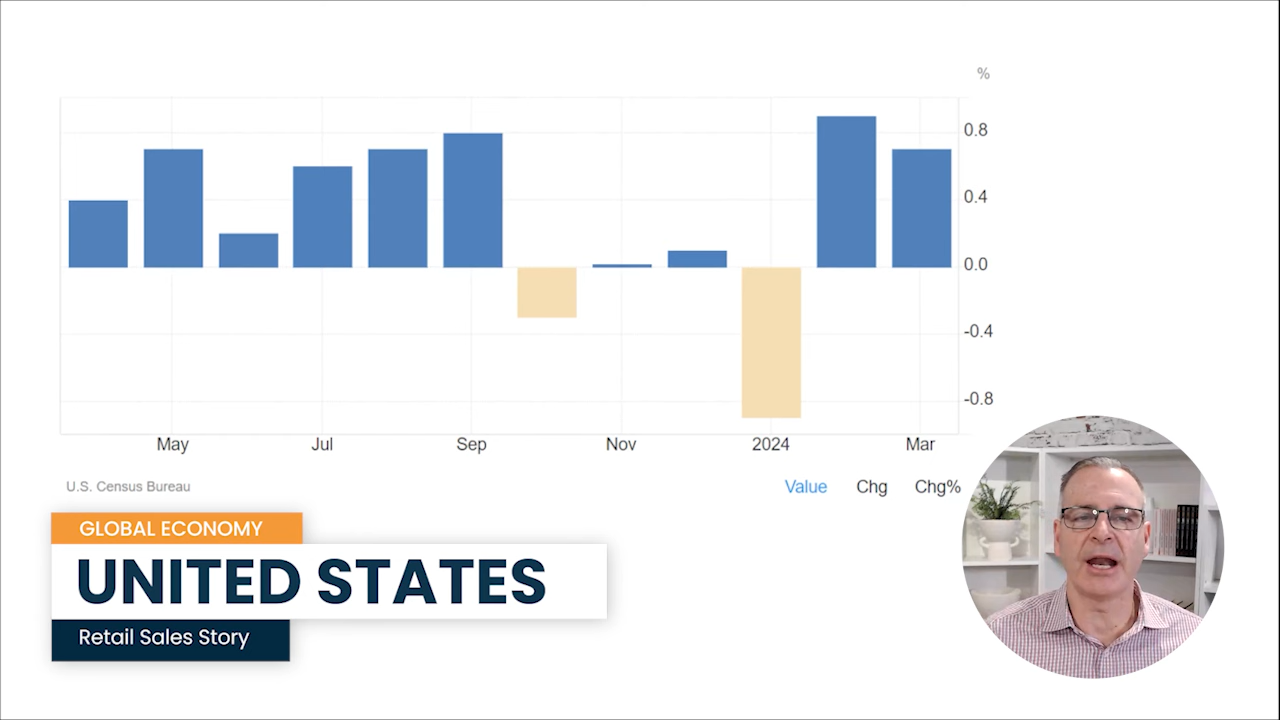 %
0.8
0.4
0.0
-0.4
-0.8
May Jul Sep Nov 2024 Mar
U.S. Census Bureau Value Chg Chg%
GLOBAL ECONOMY
UNITED STATES
Retail Sales Story